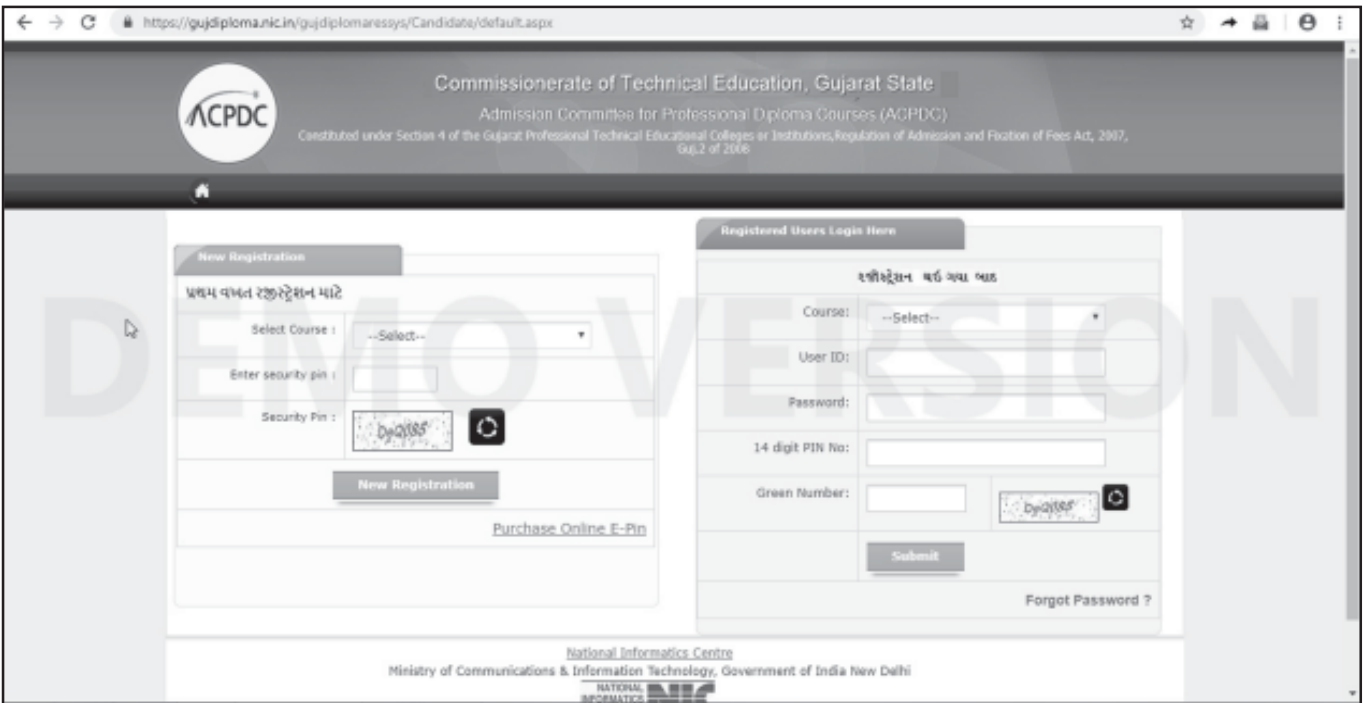 https://gujdiploma.nic.in/gujdiplomaressys/Candidate/default.aspx
ACPDC
Commissionerate of Technical Education, Gujarat State
Admission Committee for Professional Diploma Courses (ACPDC)
Constituted under Section 4 of the Gujarat Professional Technical Educational Colleges or Institutions,Regulation of Admission and Fixation of Fees Act, 2007,
Guj.2 of 2008
DEMO VERSION
New Registration
પ્રથમ વખત રજીસ્ટ્રેશન માટે
Select Course :
--Select--
Enter security pin :
Security Pin :
New Registration
Purchase Online E-Pin
Registered Users Login Here
રજીસ્ટ્રેશન થઈ ગયા બાદ
Course:
--Select--
User ID:
Password:
14 digit PIN No:
Green Number:
Submit
Forgot Password ?
National Informatics Centre
Ministry of Communications & Information Technology, Government of India New Delhi
NATIONAL
INFORMATICS
NIC